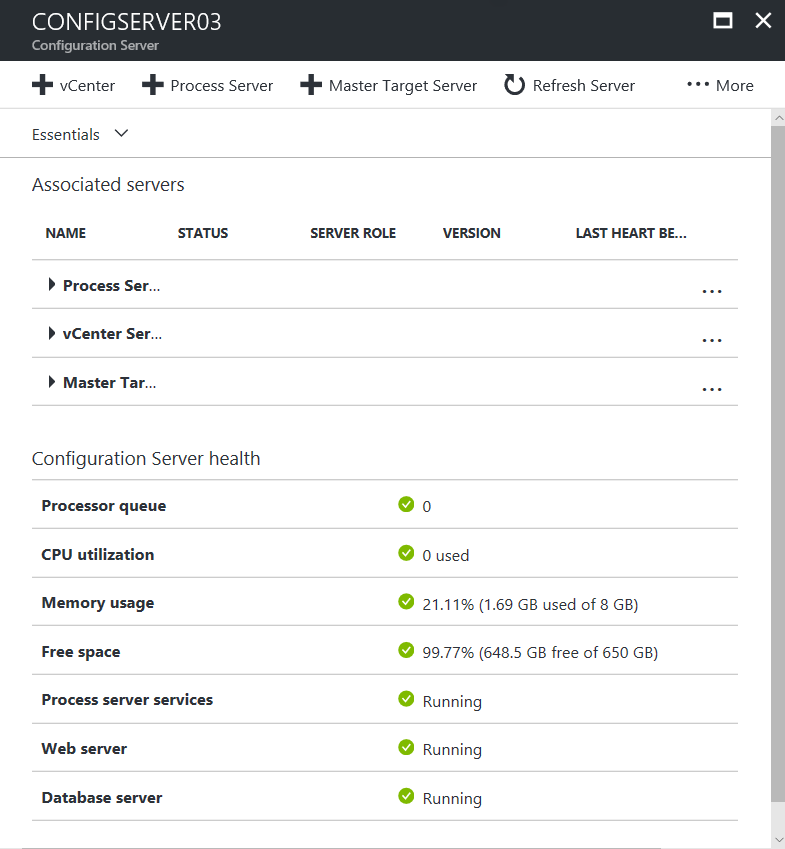 CONFIGSERVER03
Configuration Server
vCenter Process Server Master Target Server Refresh Server ••• More
Essentials
Associated servers
NAME STATUS SERVER ROLE VERSION LAST HEART BE...
Process Ser... ...
vCenter Ser... ...
Master Tar... ...
Configuration Server health
Processor queue 0
CPU utilization 0 used
Memory usage 21.11% (1.69 GB used of 8 GB)
Free space 99.77% (648.5 GB free of 650 GB)
Process server services Running
Web server Running
Database server Running